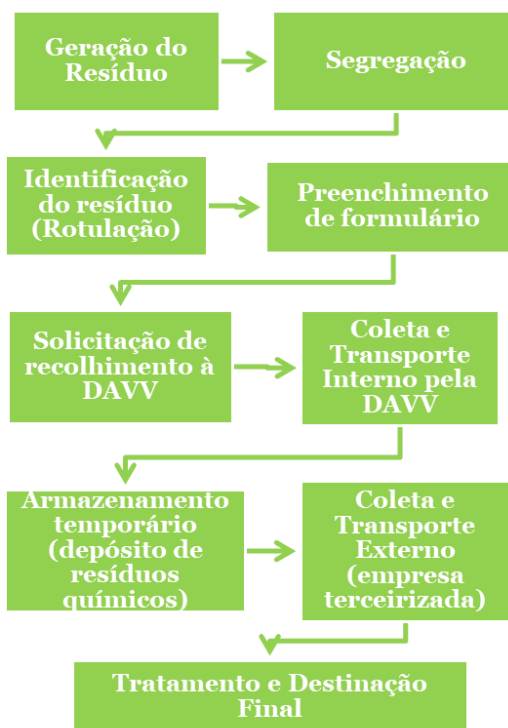 Geração do
Resíduo
Segregação
Identificação
do resíduo
(Rotulação)
Preenchimento
de formulário
Solicitação de
recolhimento à
DAVV
Coleta e
Transporte
Interno pela
DAVV
Armazenamento
temporário
(depósito de
resíduos
químicos)
Coleta e
Transporte
Externo
(empresa
terceirizada)
Tratamento e Destinação
Final